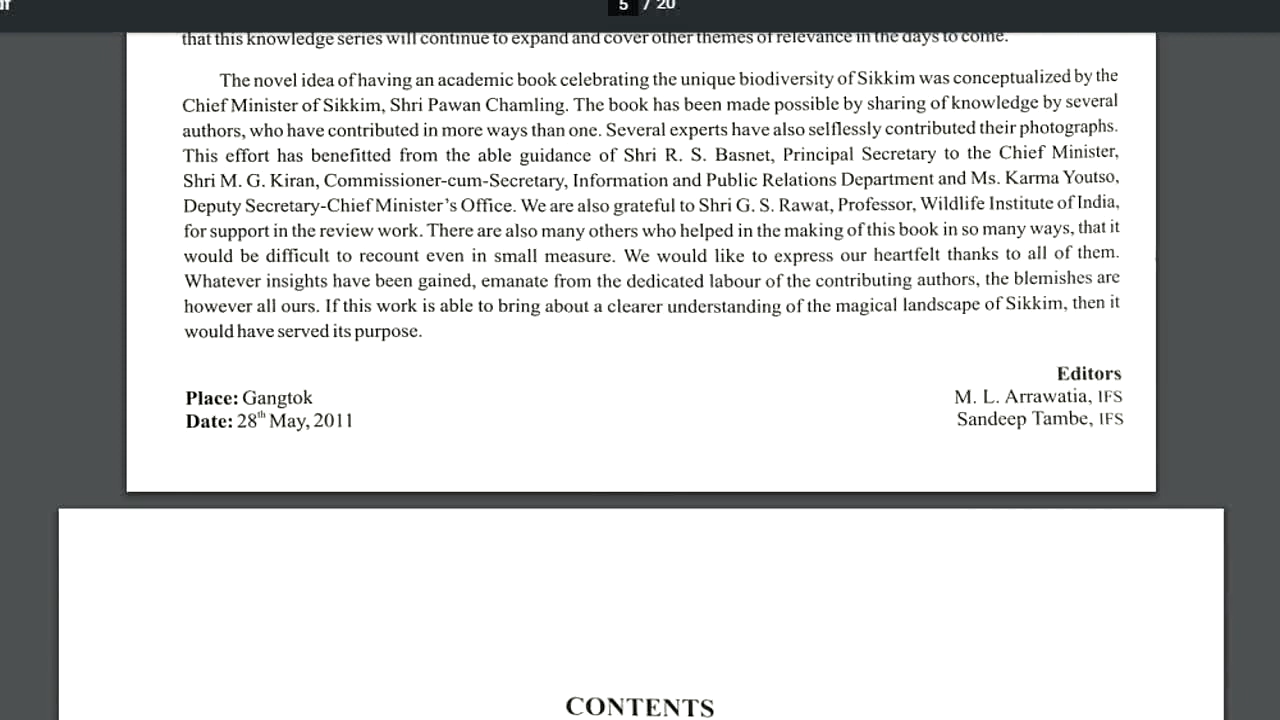 5 / 20
that this knowledge series will continue to expand and cover other themes of relevance in the days to come.
The novel idea of having an academic book celebrating the unique biodiversity of Sikkim was conceptualized by the
Chief Minister of Sikkim, Shri Pawan Chamling. The book has been made possible by sharing of knowledge by several
authors, who have contributed in more ways than one. Several experts have also selflessly contributed their photographs.
This effort has benefitted from the able guidance of Shri R. S. Basnet, Principal Secretary to the Chief Minister,
Shri M. G. Kiran, Commissioner-cum-Secretary, Information and Public Relations Department and Ms. Karma Youtso,
Deputy Secretary-Chief Minister's Office. We are also grateful to Shri G. S. Rawat, Professor, Wildlife Institute of India,
for support in the review work. There are also many others who helped in the making of this book in so many ways, that it
would be difficult to recount even in small measure. We would like to express our heartfelt thanks to all of them.
Whatever insights have been gained, emanate from the dedicated labour of the contributing authors, the blemishes are
however all ours. If this work is able to bring about a clearer understanding of the magical landscape of Sikkim, then it
would have served its purpose.
Editors
Place: Gangtok M. L. Arrawatia, IFS
Date: 28th May, 2011 Sandeep Tambe, IFS
CONTENTS